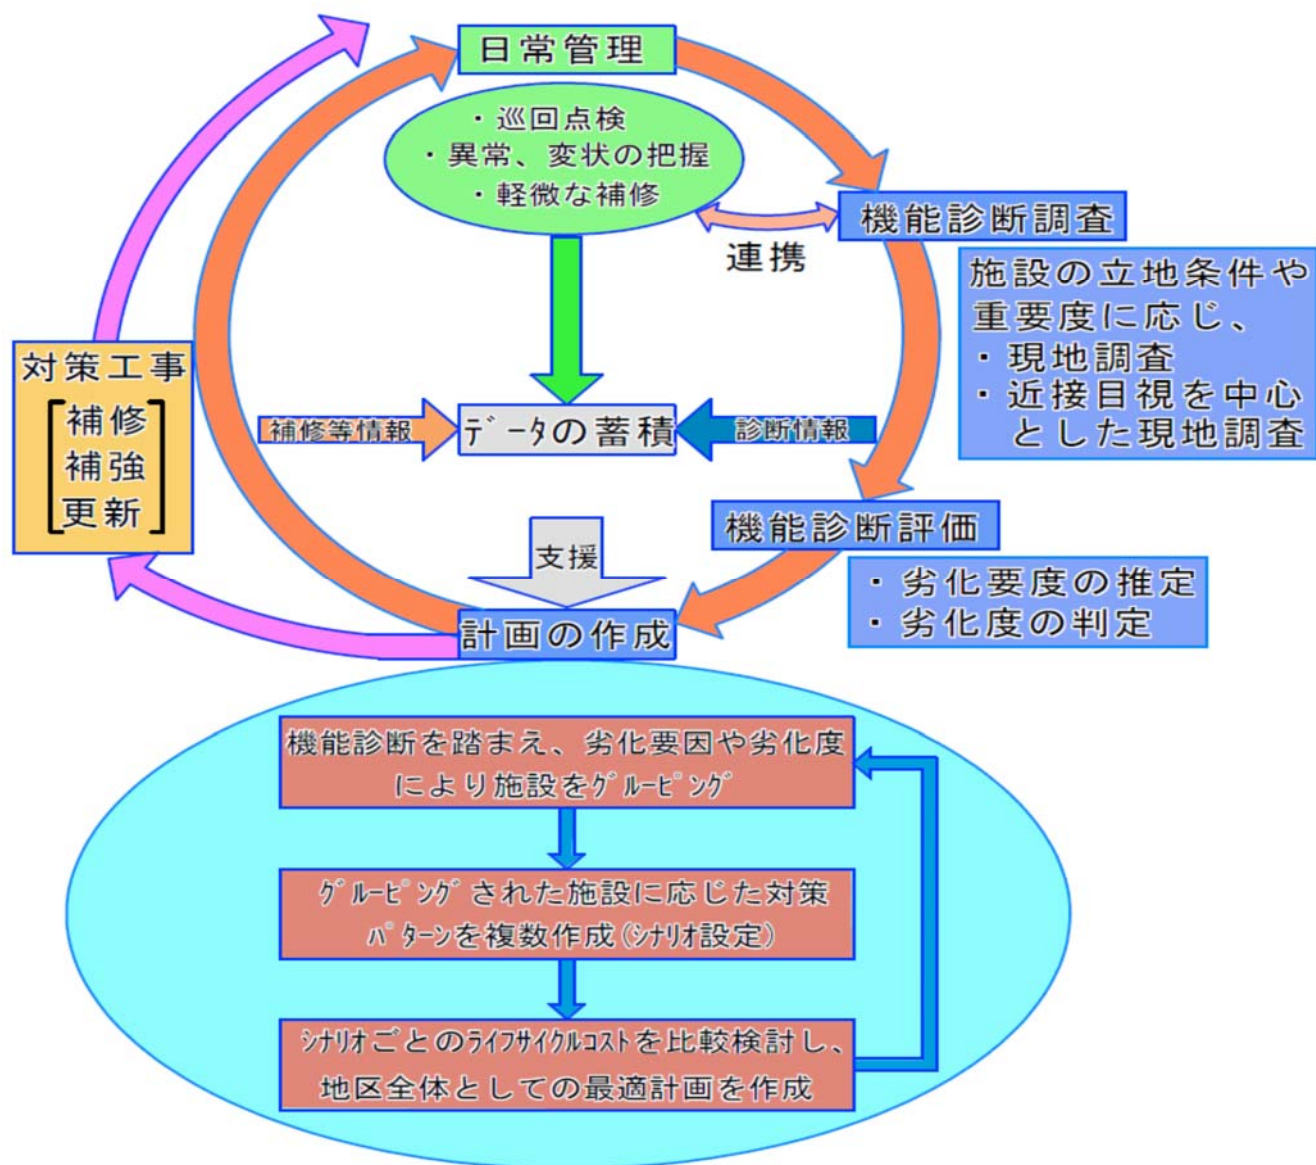 日常管理
・巡回点検
・異常、変状の把握
・軽微な補修
機能診断調査
連携
施設の立地条件や
重要度に応じ、
・現地調査
・近接目視を中心
とした現地調査
対策工事
補修
補強
更新
補修等情報
ﾃﾞｰﾀの蓄積
診断情報
機能診断評価
・劣化要度の推定
・劣化度の判定
支援
計画の作成
機能診断を踏まえ、劣化要因や劣化度
により施設をｸﾞﾙｰﾋﾟﾝｸﾞ
ｸﾞﾙｰﾋﾟﾝｸﾞされた施設に応じた対策
ﾊﾟﾀｰﾝを複数作成(ｼﾅﾘｵ設定)
ｼﾅﾘｵごとのﾗｲﾌｻｲｸﾙｺｽﾄを比較検討し、
地区全体としての最適計画を作成